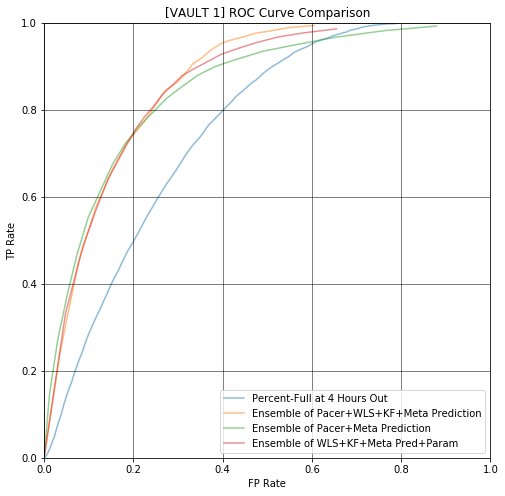 [VAULT 1] ROC Curve Comparison
1.0
0.8
0.6
0.4
0.2
0.0
TP Rate
0.0 0.2 0.4 0.6 0.8 1.0
FP Rate
Percent-Full at 4 Hours Out
Ensemble of Pacer+WLS+KF+Meta Prediction
Ensemble of Pacer+Meta Prediction
Ensemble of WLS+KF+Meta Pred+Param